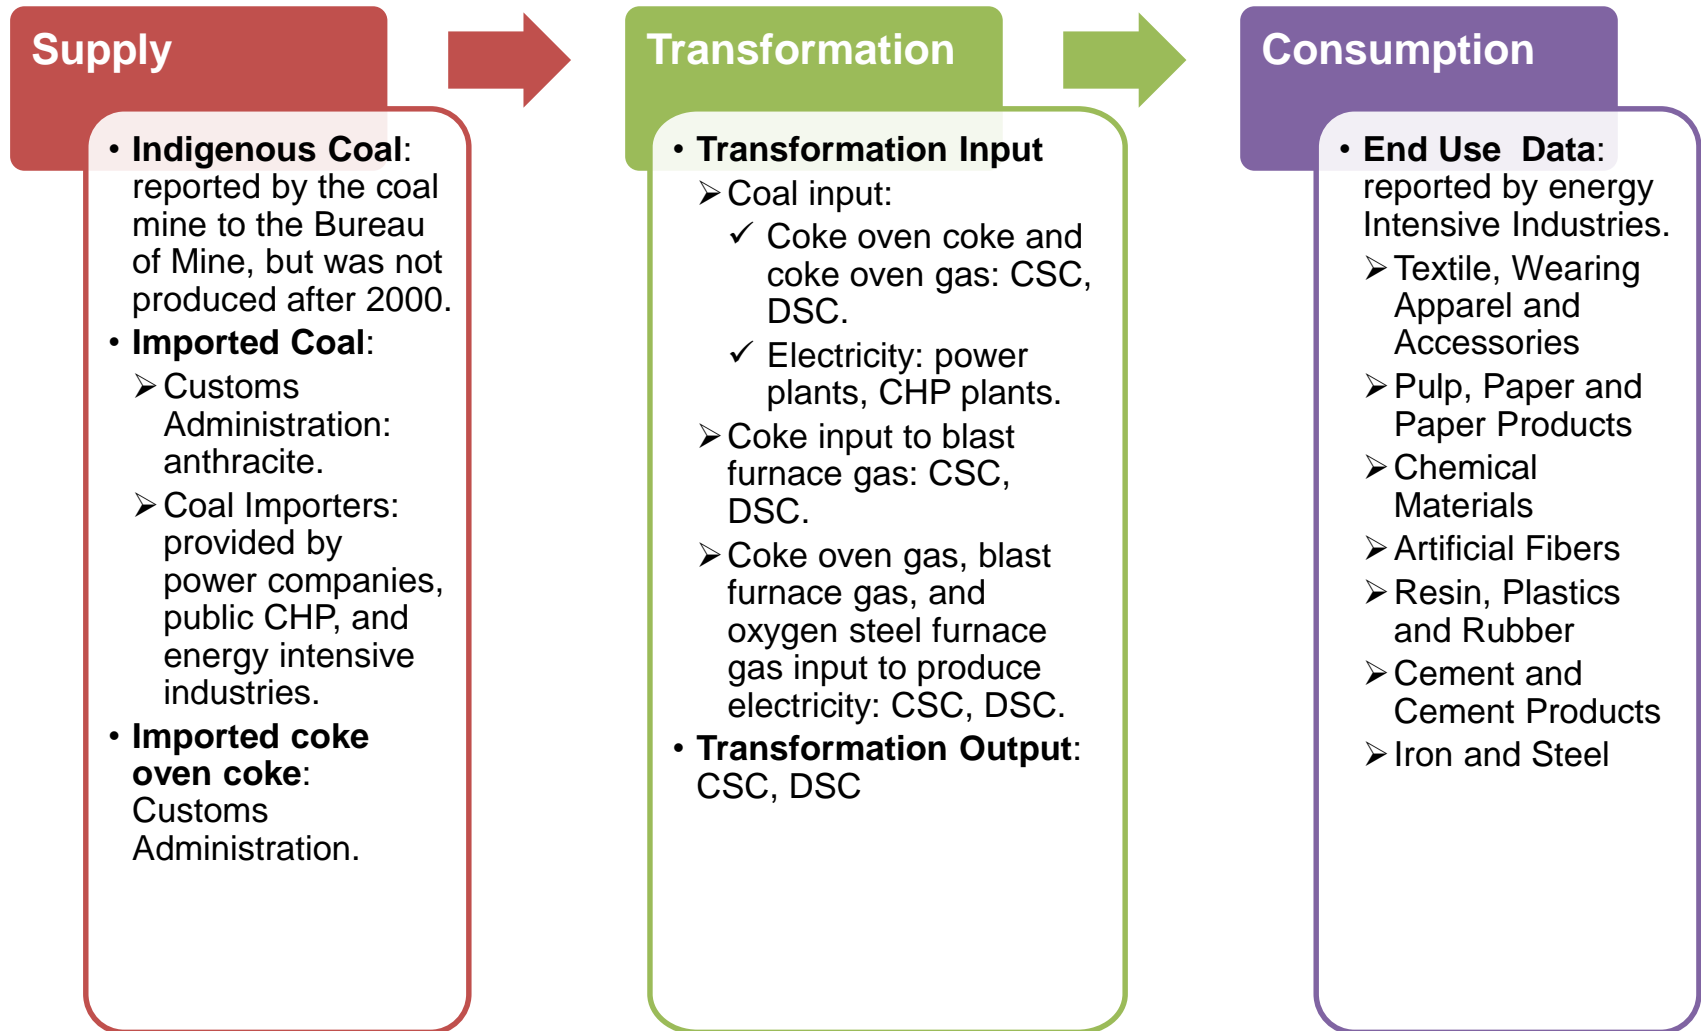 Supply
• Indigenous Coal:
reported by the coal
mine to the Bureau
of Mine, but was not
produced after 2000.
• Imported Coal:
➢ Customs
Administration:
anthracite.
➢ Coal Importers:
provided by
power companies,
public CHP, and
energy intensive
industries.
• Imported coke
oven coke:
Customs
Administration.
Transformation
• Transformation Input
➢ Coal input:
✓ Coke oven coke and
coke oven gas: CSC,
DSC.
✓ Electricity: power
plants, CHP plants.
➢ Coke input to blast
furnace gas: CSC,
DSC.
➢ Coke oven gas, blast
furnace gas, and
oxygen steel furnace
gas input to produce
electricity: CSC, DSC.
• Transformation Output:
CSC, DSC
Consumption
• End Use  Data:
reported by energy
Intensive Industries.
➢ Textile, Wearing
Apparel and
Accessories
➢ Pulp, Paper and
Paper Products
➢ Chemical
Materials
➢ Artificial Fibers
➢ Resin, Plastics
and Rubber
➢ Cement and
Cement Products
➢ Iron and Steel